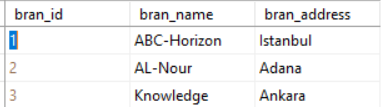 bran_id bran_name bran_address
1 ABC-Horizon Istanbul
2 AL-Nour Adana
3 Knowledge Ankara